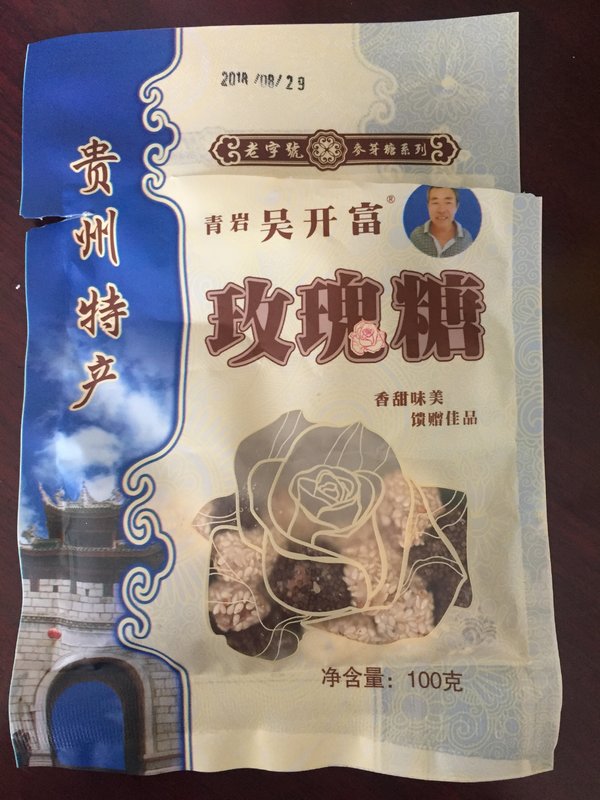 2018/08/29
贵州特产
老字號
麥芽糖系列
青岩吴开富®
玫瑰糖
香甜味美
馈赠佳品
净含量：100克